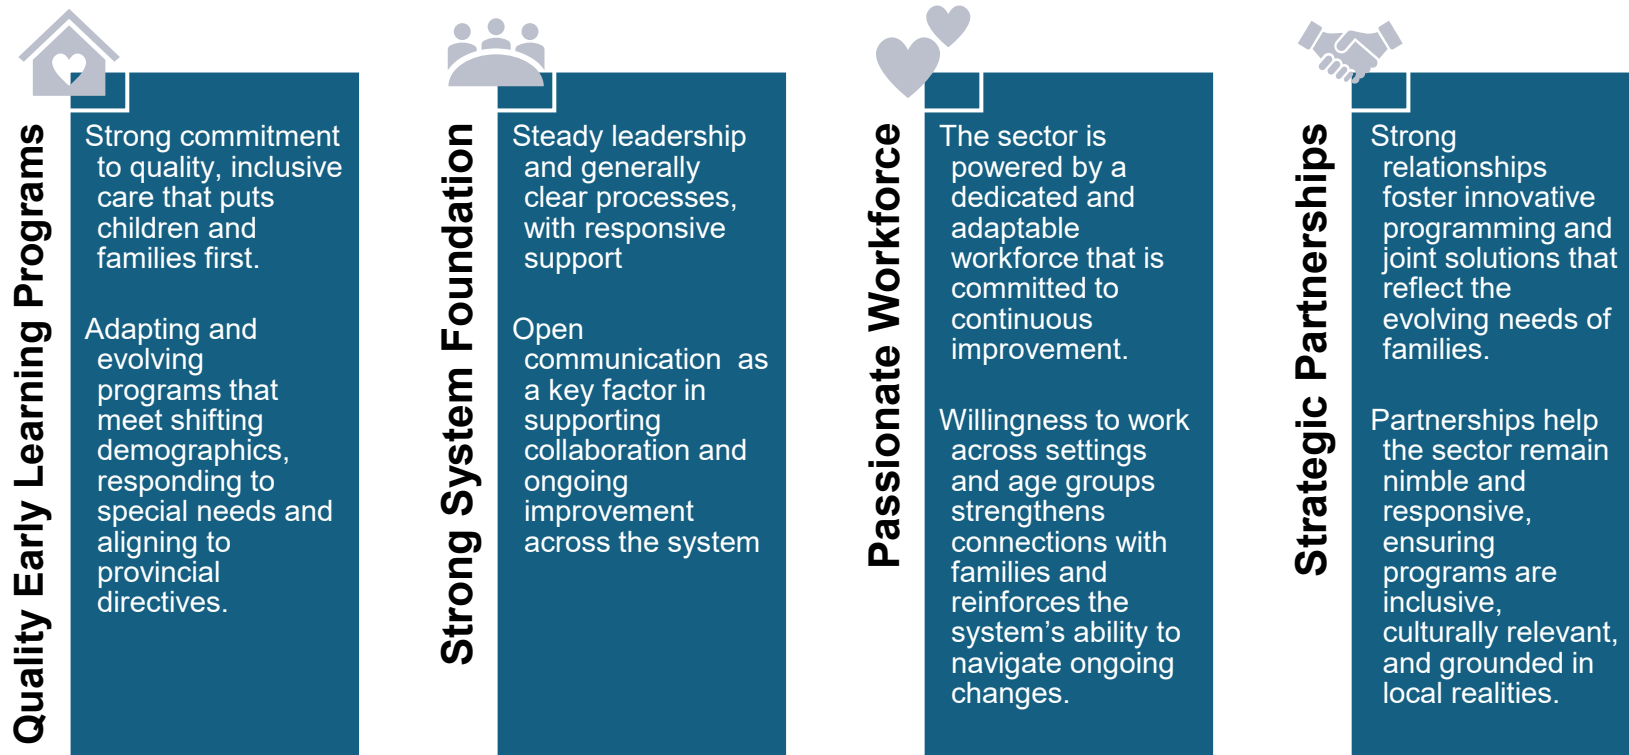 Quality Early Learning Programs
Strong commitment
to quality, inclusive
care that puts
children and
families first.
Adapting and
evolving
programs that
meet shifting
demographics,
responding to
special needs and
aligning to
provincial
directives.
Strong System Foundation
Steady leadership
and generally
clear processes,
with responsive
support
Open
communication  as
a key factor in
supporting
collaboration and
ongoing
improvement
across the system
Passionate Workforce
The sector is
powered by a
dedicated and
adaptable
workforce that is
committed to
continuous
improvement.
Willingness to work
across settings
and age groups
strengthens
connections with
families and
reinforces the
system’s ability to
navigate ongoing
changes.
Strategic Partnerships
Strong
relationships
foster innovative
programming and
joint solutions that
reflect the
evolving needs of
families.
Partnerships help
the sector remain
nimble and
responsive,
ensuring
programs are
inclusive,
culturally relevant,
and grounded in
local realities.